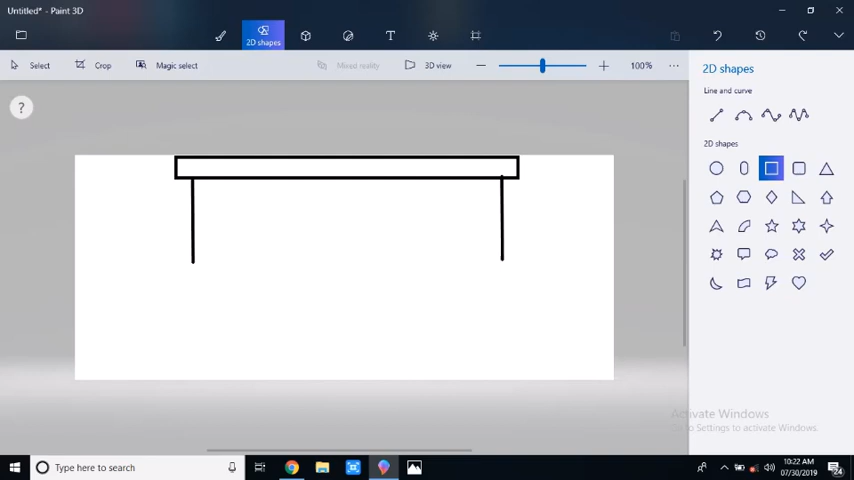 Untitled* - Paint 3D
2D shapes
Select
Crop
Magic select
Mixed reality
3D view
100%
?
2D shapes
Line and curve
2D shapes
Activate Windows
Go to Settings to activate Windows.
Type here to search
10:22 AM
07/30/2019
24